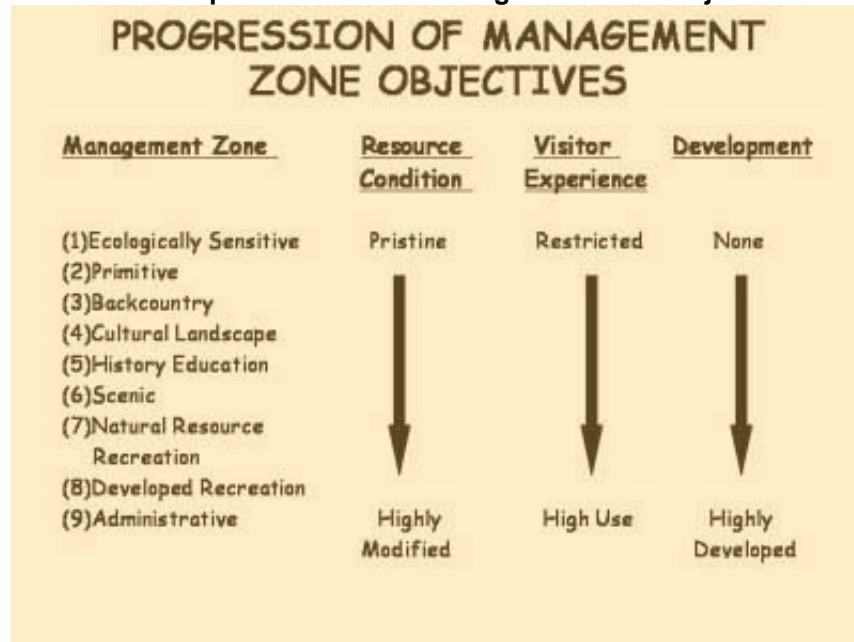 PROGRESSION OF MANAGEMENT
ZONE OBJECTIVES
Management Zone
Resource
Condition
Visitor
Experience
Development
(1)Ecologically Sensitive
Pristine
Restricted
None
(2)Primitive
(3)Backcountry
(4)Cultural Landscape
(5)History Education
(6)Scenic
(7)Natural Resource
Recreation
(8)Developed Recreation
(9)Administrative
Highly
Modified
High Use
Highly
Developed